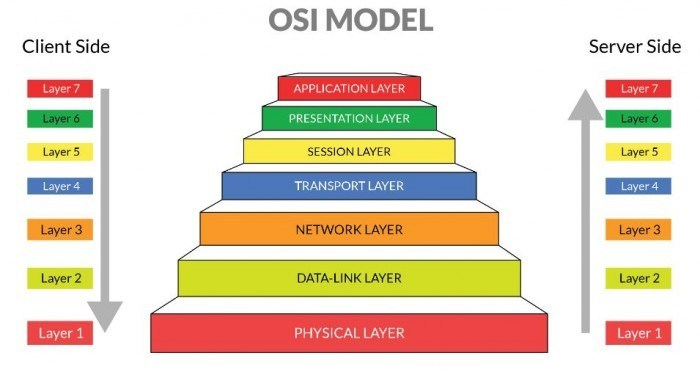 OSI MODEL
Client Side
Server Side
Layer 7
APPLICATION LAYER
Layer 7
Layer 6
PRESENTATION LAYER
Layer 6
Layer 5
SESSION LAYER
Layer 5
Layer 4
TRANSPORT LAYER
Layer 4
Layer 3
NETWORK LAYER
Layer 3
Layer 2
DATA-LINK LAYER
Layer 2
Layer 1
PHYSICAL LAYER
Layer 1